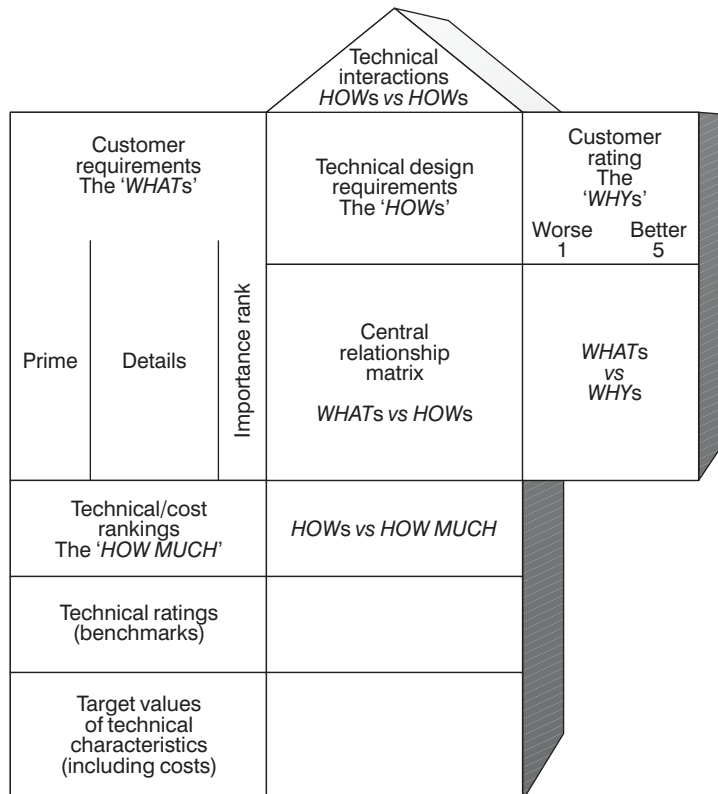 Technical
interactions
HOWs vs HOWs
Customer
requirements
The ‘WHATs’
Technical design
requirements
The ‘HOWs’
Customer
rating
The
‘WHYs’
Worse Better
1 5
Prime
Details
Importance rank
Central
relationship
matrix
WHATs vs HOWs
WHATs
vs
WHYs
Technical/cost
rankings
The ‘HOW MUCH’
HOWs vs HOW MUCH
Technical ratings
(benchmarks)
Target values
of technical
characteristics
(including costs)